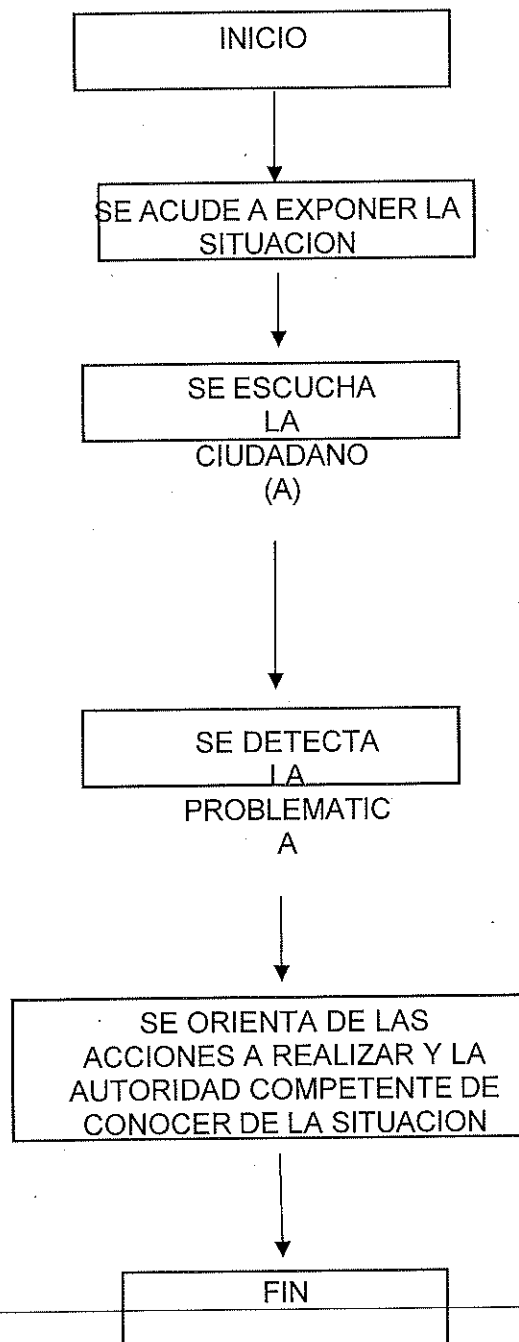 INICIO
SE ACUDE A EXPONER LA
SITUACION
SE ESCUCHA
LA
CIUDADANO
(A)
SE DETECTA
LA
PROBLEMATIC
A
SE ORIENTA DE LAS
ACCIONES A REALIZAR Y LA
AUTORIDAD COMPETENTE DE
CONOCER DE LA SITUACION
FIN